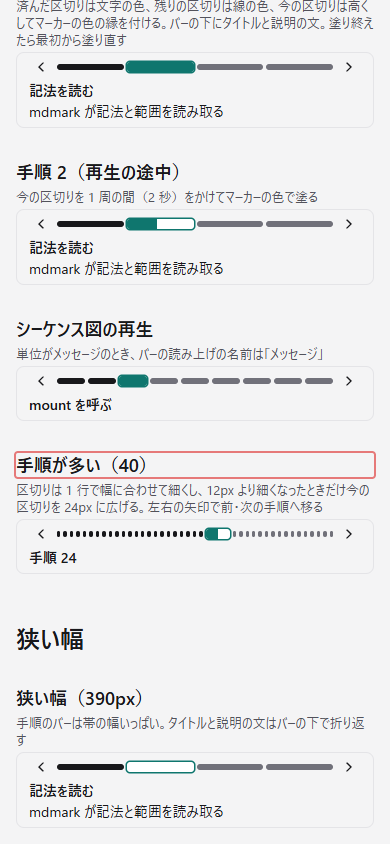 済んだ区切りは文字の色、残りの区切りは線の色、今の区切りは高く
してマーカーの色の縁を付ける。バーの下にタイトルと説明の文。塗り終え
たら最初から塗り直す
記法を読む
mdmark が記法と範囲を読み取る
手順 2（再生の途中）
今の区切りを 1 周の間（2 秒）をかけてマーカーの色で塗る
記法を読む
mdmark が記法と範囲を読み取る
シーケンス図の再生
単位がメッセージのとき、バーの読み上げの名前は「メッセージ」
mount を呼ぶ
手順が多い（40）
区切りは 1 行で幅に合わせて細くし、12px より細くなったときだけ今の
区切りを 24px に広げる。左右の矢印で前・次の手順へ移る
手順 24
狭い幅
狭い幅（390px）
手順のバーは帯の幅いっぱい。タイトルと説明の文はバーの下で折り返
す
記法を読む
mdmark が記法と範囲を読み取る